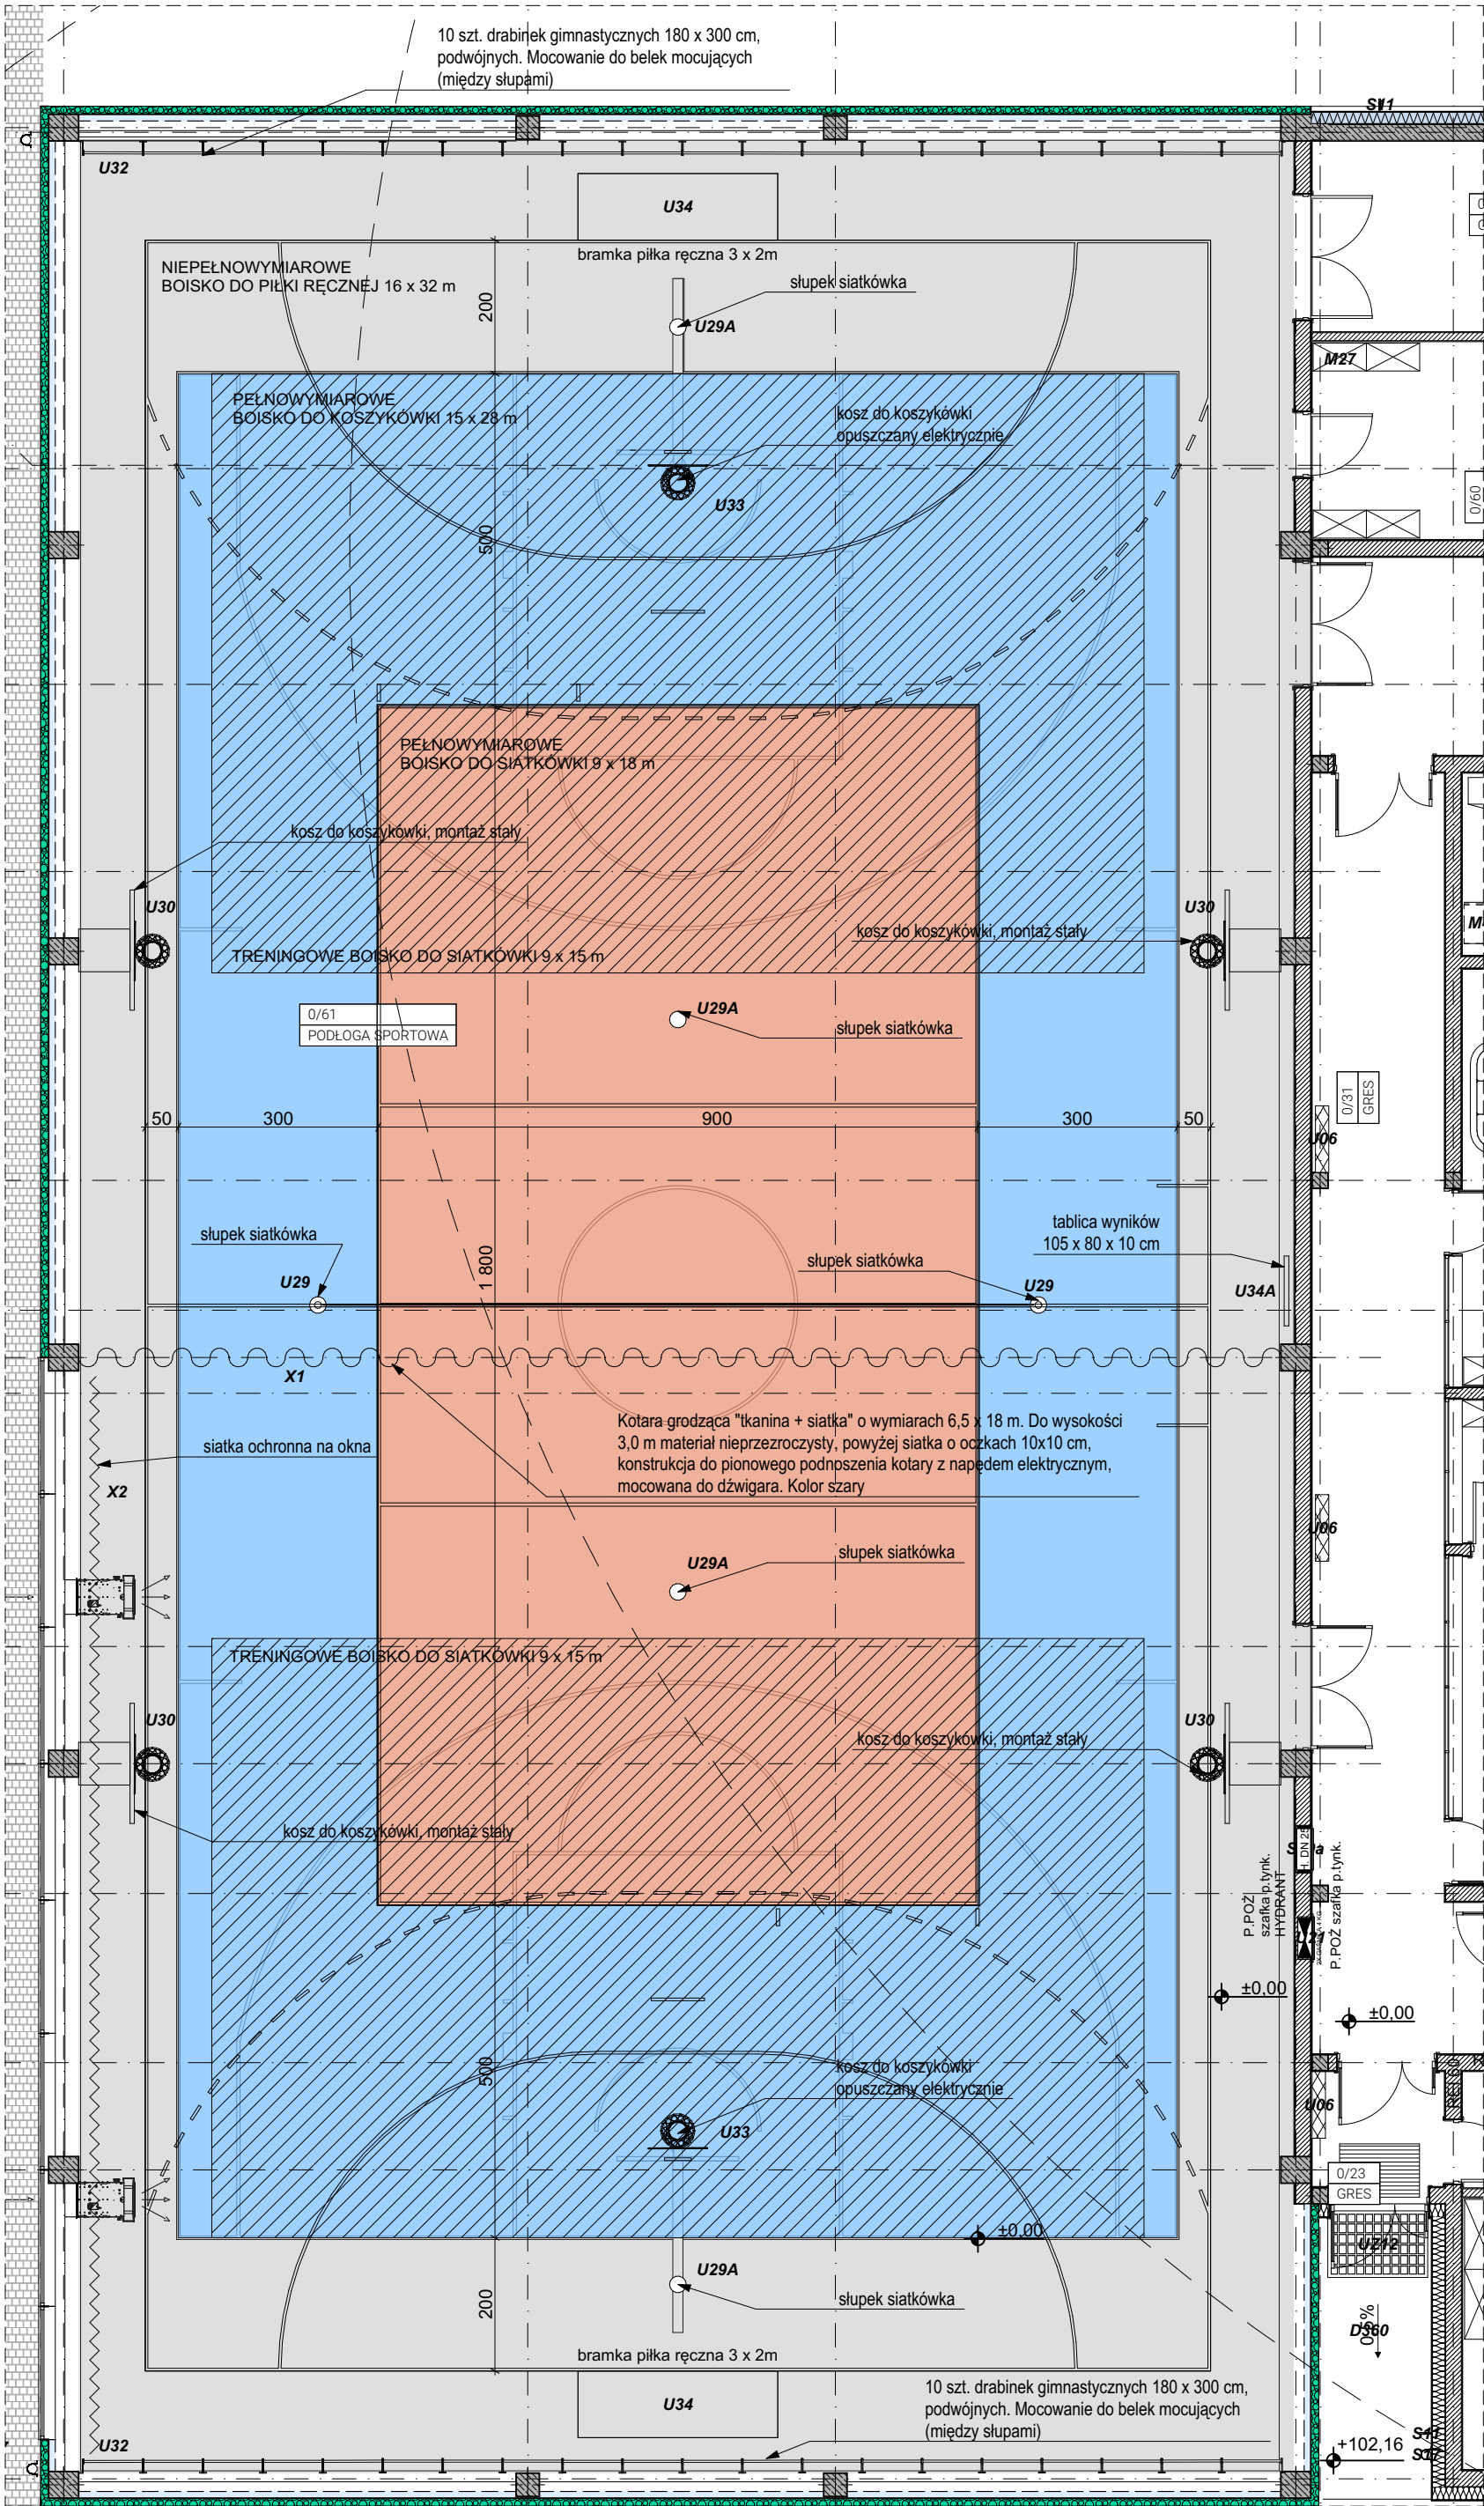 10 szt. drabinek gimnastycznych 180 x 300 cm,
podwójnych. Mocowanie do belek mocujących
(między słupami)
U32
U34
bramka piłka ręczna 3 x 2m
NIEPEŁNOWYMIAROWE
BOISKO DO PIŁKI RĘCZNEJ 16 x 32 m
słupek siatkówka
200
U29A
M27
PEŁNOWYMIAROWE
BOISKO DO KOSZYKÓWKI 15 x 28 m
kosz do koszykówki
opuszczany elektrycznie
U33
0/60
500
PEŁNOWYMIAROWE
BOISKO DO SIATKÓWKI 9 x 18 m
kosz do koszykówki, montaż stały
U30
U30
kosz do koszykówki, montaż stały
TRENINGOWE BOISKO DO SIATKÓWKI 9 x 15 m
0/61
PODŁOGA SPORTOWA
U29A
słupek siatkówka
0/31
GRES
50
300
900
300
50
U06
słupek siatkówka
tablica wyników
105 x 80 x 10 cm
1 800
słupek siatkówka
U29
U29
U34A
X1
Kotara grodząca "tkanina + siatka" o wymiarach 6,5 x 18 m. Do wysokości
3,0 m materiał nieprzezroczysty, powyżej siatka o oczkach 10x10 cm,
konstrukcja do pionowego podnoszenia kotary z napędem elektrycznym,
mocowana do dźwigara. Kolor szary
siatka ochronna na okna
X2
U06
słupek siatkówka
U29A
TRENINGOWE BOISKO DO SIATKÓWKI 9 x 15 m
U30
U30
kosz do koszykówki, montaż stały
kosz do koszykówki, montaż stały
H. DN 25
P.POŻ
szafka p.tynk.
HYDRANT
P.POŻ szafka p.tynk.
±0,00
±0,00
500
kosz do koszykówki
opuszczany elektrycznie
U33
U06
0/23
GRES
±0,00
UZ12
U29A
słupek siatkówka
200
D360
bramka piłka ręczna 3 x 2m
U34
10 szt. drabinek gimnastycznych 180 x 300 cm,
podwójnych. Mocowanie do belek mocujących
(między słupami)
U32
+102,16